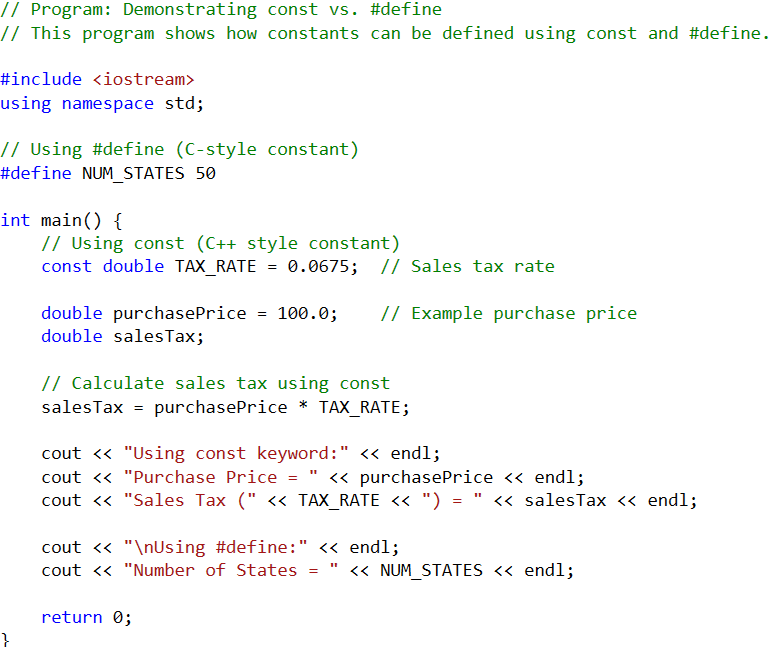 // Program: Demonstrating const vs. #define
// This program shows how constants can be defined using const and #define.

#include <iostream>
using namespace std;

// Using #define (C-style constant)
#define NUM_STATES 50

int main() {
    // Using const (C++ style constant)
    const double TAX_RATE = 0.0675;  // Sales tax rate

    double purchasePrice = 100.0;    // Example purchase price
    double salesTax;

    // Calculate sales tax using const
    salesTax = purchasePrice * TAX_RATE;

    cout << "Using const keyword:" << endl;
    cout << "Purchase Price = " << purchasePrice << endl;
    cout << "Sales Tax (" << TAX_RATE << ") = " << salesTax << endl;

    cout << "\nUsing #define:" << endl;
    cout << "Number of States = " << NUM_STATES << endl;

    return 0;
}